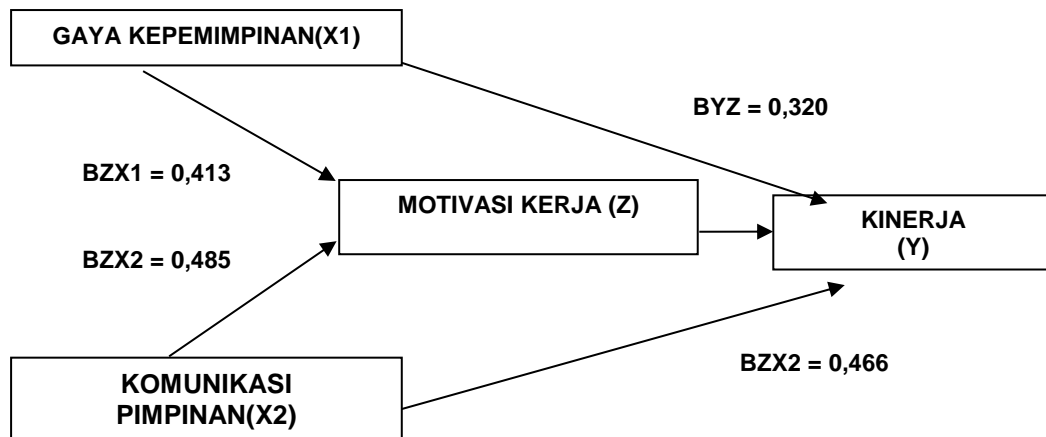 GAYA KEPEMIMPINAN(X1)
BYZ = 0,320
BZX1 = 0,413
MOTIVASI KERJA (Z)
KINERJA
(Y)
BZX2 = 0,485
BZX2 = 0,466
KOMUNIKASI
PIMPINAN(X2)